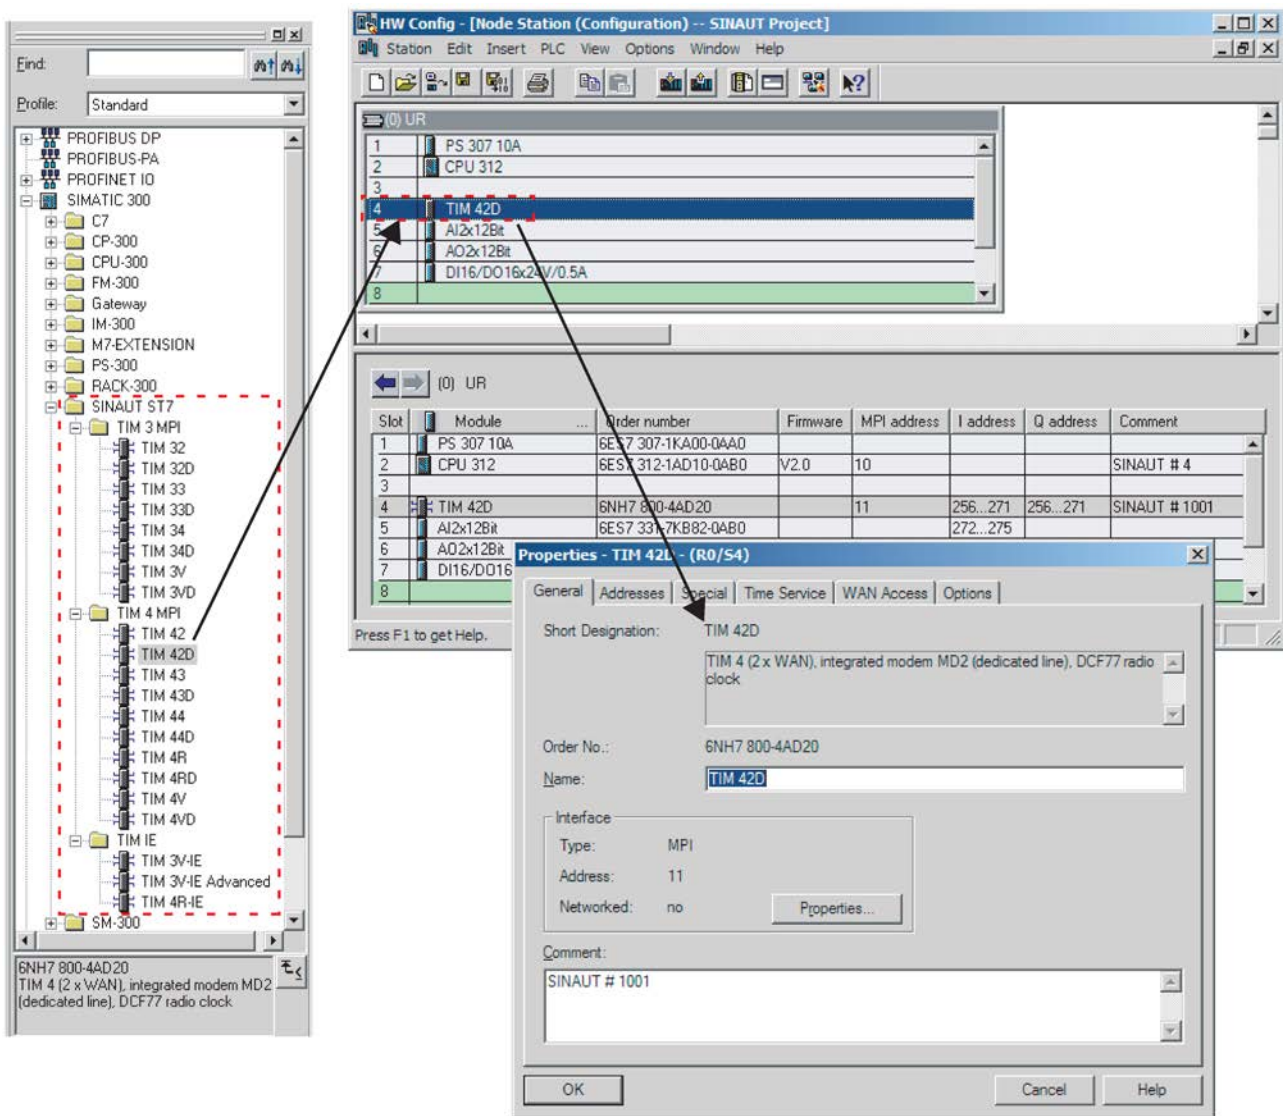 Find:
Profile: Standard
PROFIBUS DP
PROFIBUS-PA
PROFINET IO
SIMATIC 300
C7
CP-300
CPU-300
FM-300
Gateway
IM-300
M7-EXTENSION
PS-300
RACK-300
SINAUT ST7
TIM 3 MPI
TIM 32
TIM 32D
TIM 33
TIM 33D
TIM 34
TIM 34D
TIM 3V
TIM 3VD
TIM 4 MPI
TIM 42
TIM 42D
TIM 43
TIM 43D
TIM 44
TIM 44D
TIM 4R
TIM 4RD
TIM 4V
TIM 4VD
TIM IE
TIM 3V-IE
TIM 3V-IE Advanced
TIM 4R-IE
SM-300
6NH7 800-4AD20
TIM 4 (2 x WAN), integrated modem MD2
(dedicated line), DCF77 radio clock
HW Config - [Node Station (Configuration) -- SINAUT Project]
Station Edit Insert PLC View Options Window Help
(0) UR
1 PS 307 10A
2 CPU 312
3
4 TIM 42D
5 AI2x12Bit
6 AO2x12Bit
7 DI16/DO16x24V/0.5A
8
(0) UR
Slot Module ... Order number Firmware MPI address I address Q address Comment
1 PS 307 10A 6ES7 307-1KA00-0AA0
2 CPU 312 6ES7 312-1AD10-0AB0 V2.0 10 SINAUT # 4
3
4 TIM 42D 6NH7 800-4AD20 11 256...271 256...271 SINAUT # 1001
5 AI2x12Bit 6ES7 331-7KB82-0AB0 272...275
6 AO2x12Bit
7 DI16/DO16
8
Press F1 to get Help.
Properties - TIM 42D - (R0/S4)
General Addresses Special Time Service WAN Access Options
Short Designation: TIM 42D
TIM 4 (2 x WAN), integrated modem MD2 (dedicated line), DCF77 radio
clock
Order No.: 6NH7 800-4AD20
Name: TIM 42D
Interface
Type: MPI
Address: 11
Networked: no Properties...
Comment:
SINAUT # 1001
OK Cancel Help